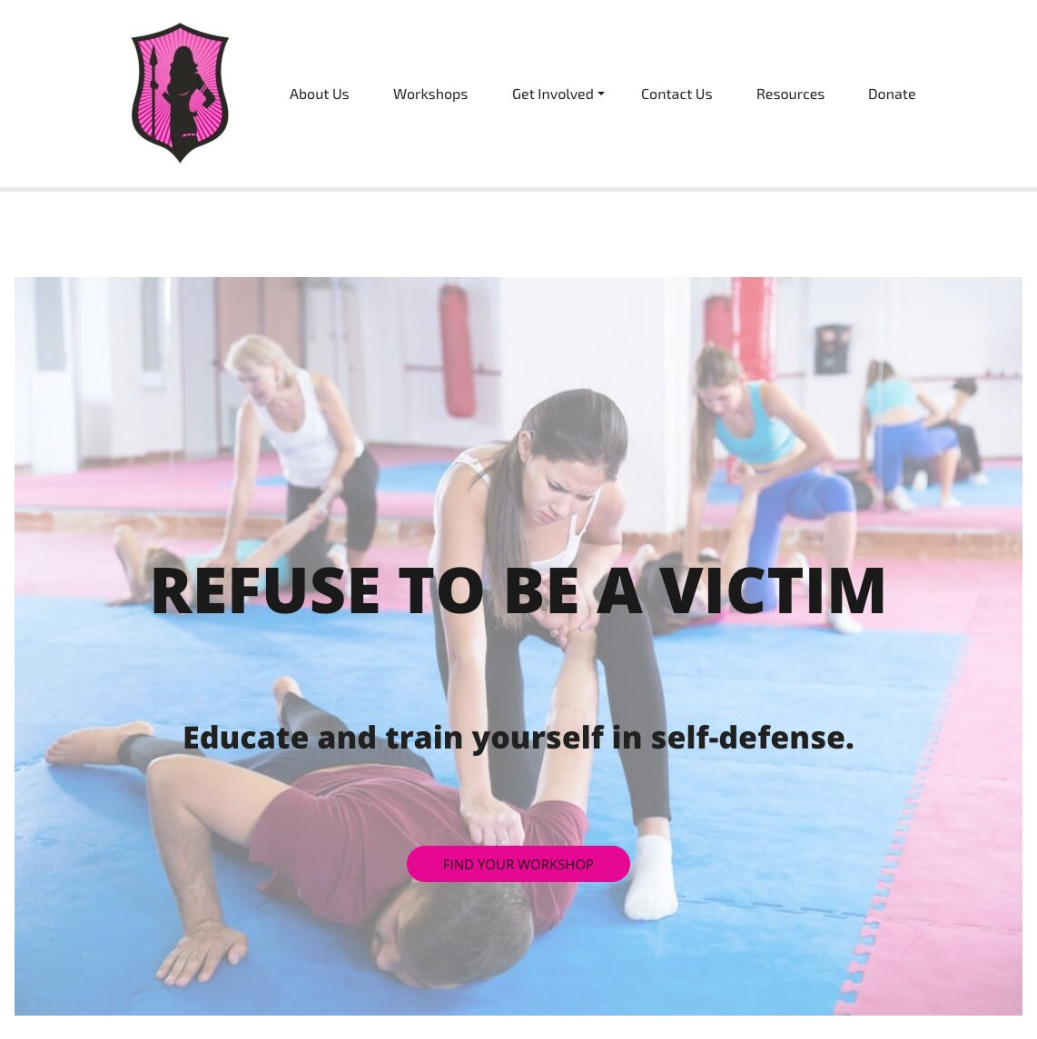 About Us
Workshops
Get Involved
Contact Us
Resources
Donate
REFUSE TO BE A VICTIM
Educate and train yourself in self-defense.
FIND YOUR WORKSHOP